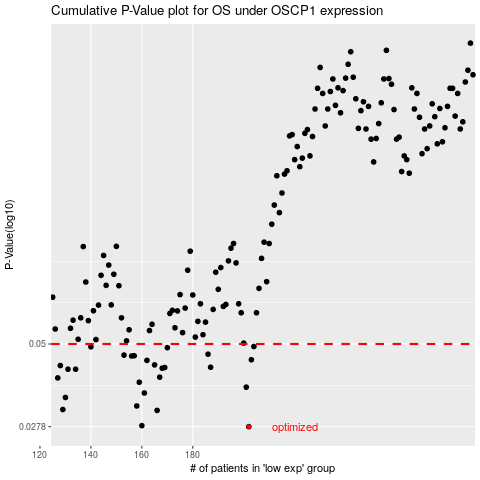 Cumulative P-Value plot for OS under OSCP1 expression
P-Value(log10)
0.05
0.0278
optimized
120 140 160 180
# of patients in 'low exp' group